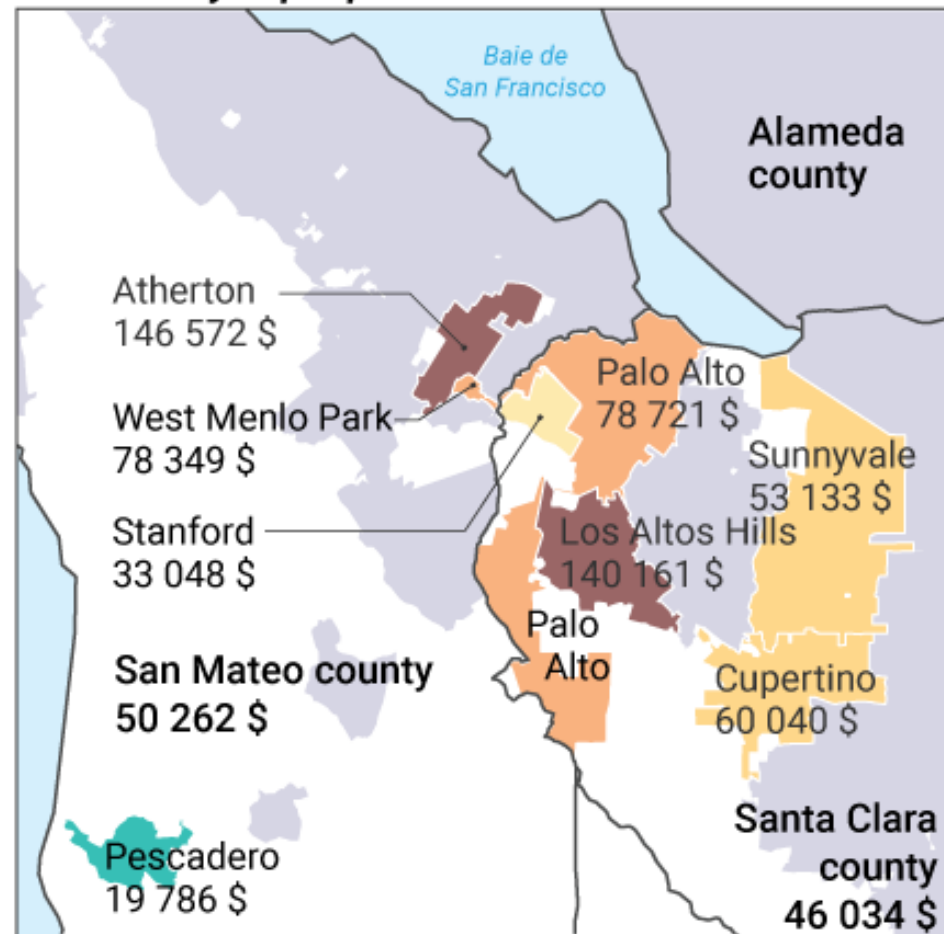 Baie de
San Francisco
Alameda
county
Atherton
146 572 $
West Menlo Park
78 349 $
Stanford
33 048 $
Palo Alto
78 721 $
Sunnyvale
53 133 $
Los Altos Hills
140 161 $
Palo
Alto
San Mateo county
50 262 $
Cupertino
60 040 $
Pescadero
19 786 $
Santa Clara
county
46 034 $